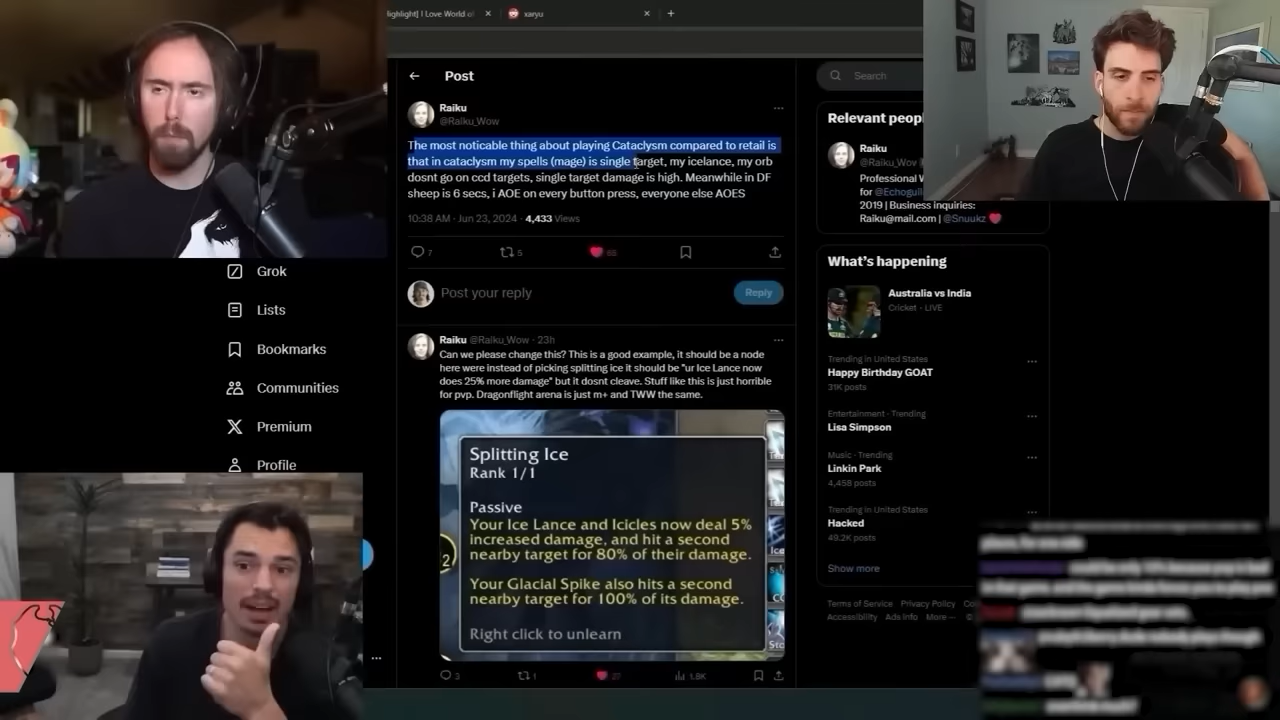 Highlight] I Love World of
xaryu
Post
Search
Raiku
@Raiku_Wow
The most noticable thing about playing Cataclysm compared to retail is
that in cataclysm my spells (mage) is single target, my icelance, my orb
dosnt go on ccd targets, single target damage is high. Meanwhile in DF
sheep is 6 secs, i AOE on every button press, everyone else AOES
10:38 AM · Jun 23, 2024 · 4,433 Views
7
5
Post your reply
Reply
Raiku @Raiku_Wow · 23h
Can we please change this? This is a good example, it should be a node
here were instead of picking splitting ice it should be "ur Ice Lance now
does 25% more damage" but it dosnt cleave. Stuff like this is just horrible
for pvp. Dragonflight arena is just m+ and TWW the same.
Splitting Ice
Rank 1/1
Passive
Your Ice Lance and Icicles now deal 5%
increased damage, and hit a second
nearby target for 80% of their damage.
Your Glacial Spike also hits a second
nearby target for 100% of its damage.
Right click to unlearn
2
3
1
27
1.8K
Grok
Lists
Bookmarks
Communities
Premium
Profile
Relevant peopl
Raiku
@Raiku_Wow
Professional W
for @Echoguil
2019 | Business inquiries:
Raiku@mail.com | @Snuukz
What's happening
Australia vs India
Cricket · LIVE
Trending in United States
Happy Birthday GOAT
31K posts
Entertainment · Trending
Lisa Simpson
Music · Trending
Linkin Park
4,458 posts
Trending in United States
Hacked
49.2K posts
Show more
Terms of Service Privacy Policy
Accessibility Ads info More